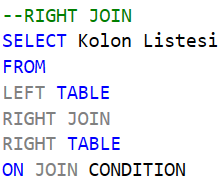 --RIGHT JOIN
SELECT Kolon Listesi
FROM
LEFT TABLE
RIGHT JOIN
RIGHT TABLE
ON JOIN CONDITION